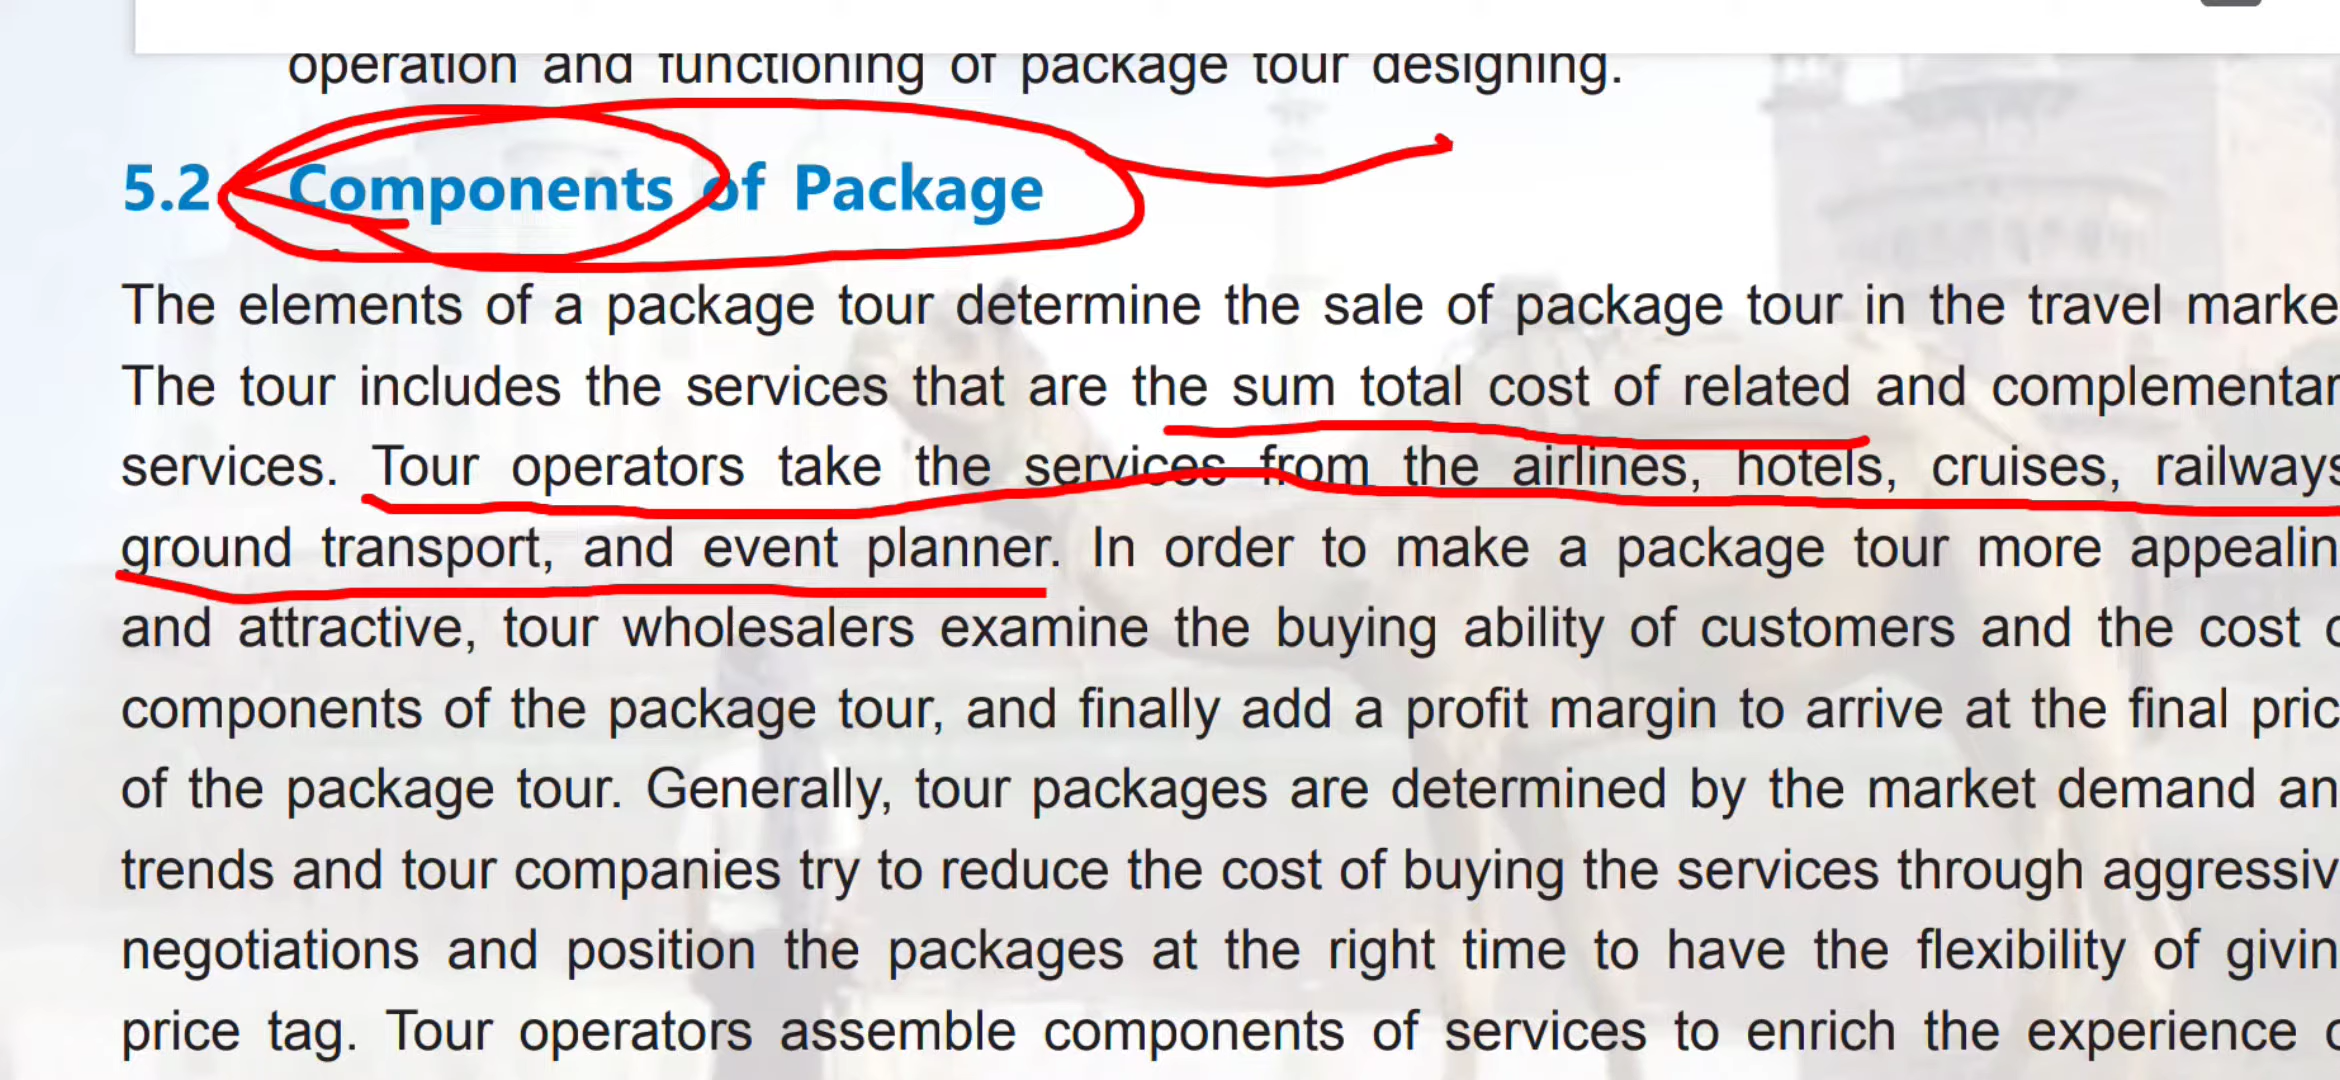 operation and functioning of package tour designing.
5.2 Components of Package
The elements of a package tour determine the sale of package tour in the travel marke
The tour includes the services that are the sum total cost of related and complementar
services. Tour operators take the services from the airlines, hotels, cruises, railways
ground transport, and event planner. In order to make a package tour more appealin
and attractive, tour wholesalers examine the buying ability of customers and the cost
components of the package tour, and finally add a profit margin to arrive at the final pric
of the package tour. Generally, tour packages are determined by the market demand an
trends and tour companies try to reduce the cost of buying the services through aggressiv
negotiations and position the packages at the right time to have the flexibility of givin
price tag. Tour operators assemble components of services to enrich the experience